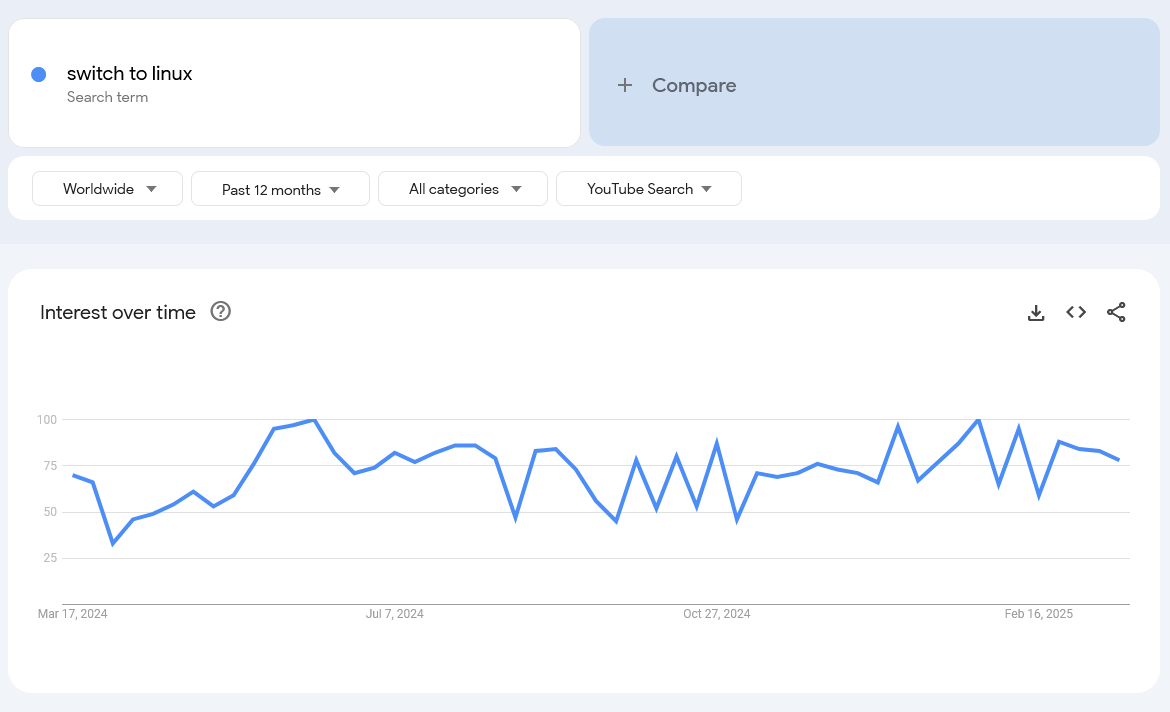 switch to linux
Search term
+ Compare
Worldwide Past 12 months All categories YouTube Search
Interest over time ?
100
75
50
25
Mar 17, 2024 Jul 7, 2024 Oct 27, 2024 Feb 16, 2025